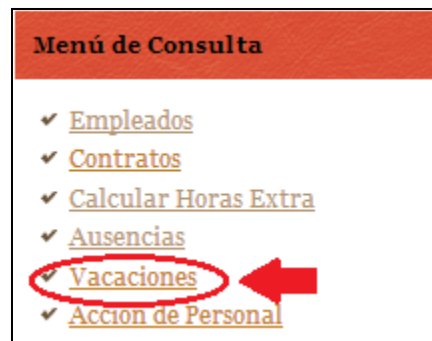 Menú de Consulta
Empleados
Contratos
Calcular Horas Extra
Ausencias
Vacaciones
Accion de Personal